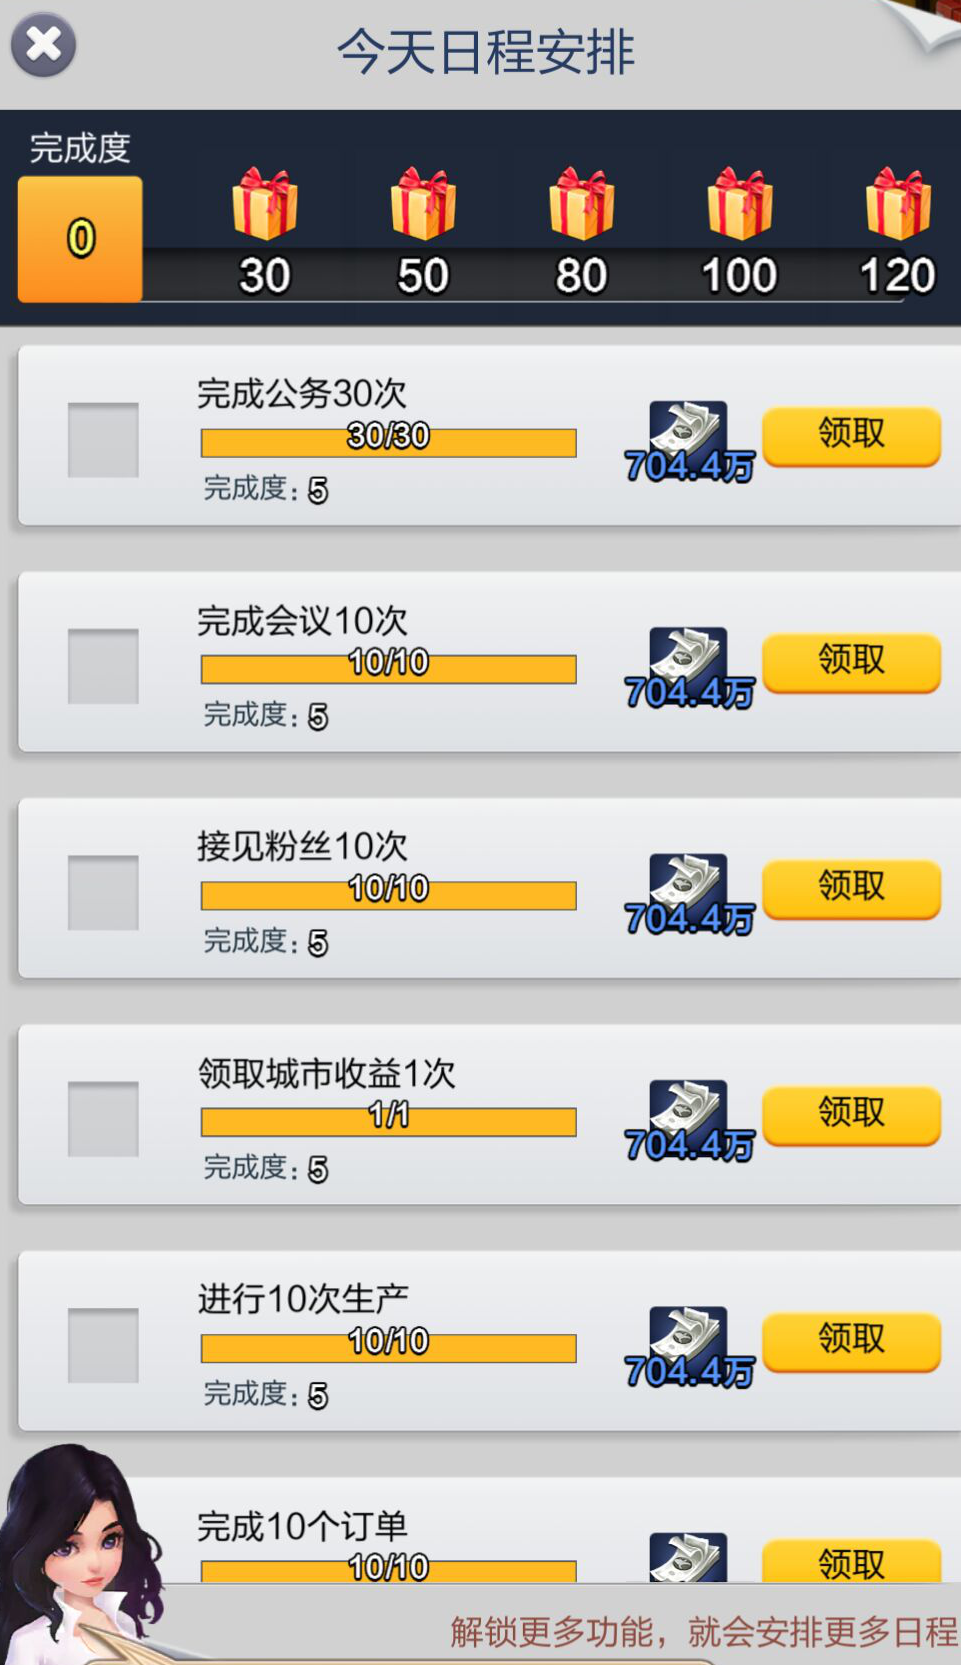 今天日程安排
完成度
0
30 50 80 100 120
完成公务30次
30/30
704.4万
领取
完成度: 5
完成会议10次
10/10
704.4万
领取
完成度: 5
接见粉丝10次
10/10
704.4万
领取
完成度: 5
领取城市收益1次
1/1
704.4万
领取
完成度: 5
进行10次生产
10/10
704.4万
领取
完成度: 5
完成10个订单
10/10
领取
解锁更多功能，就会安排更多日程